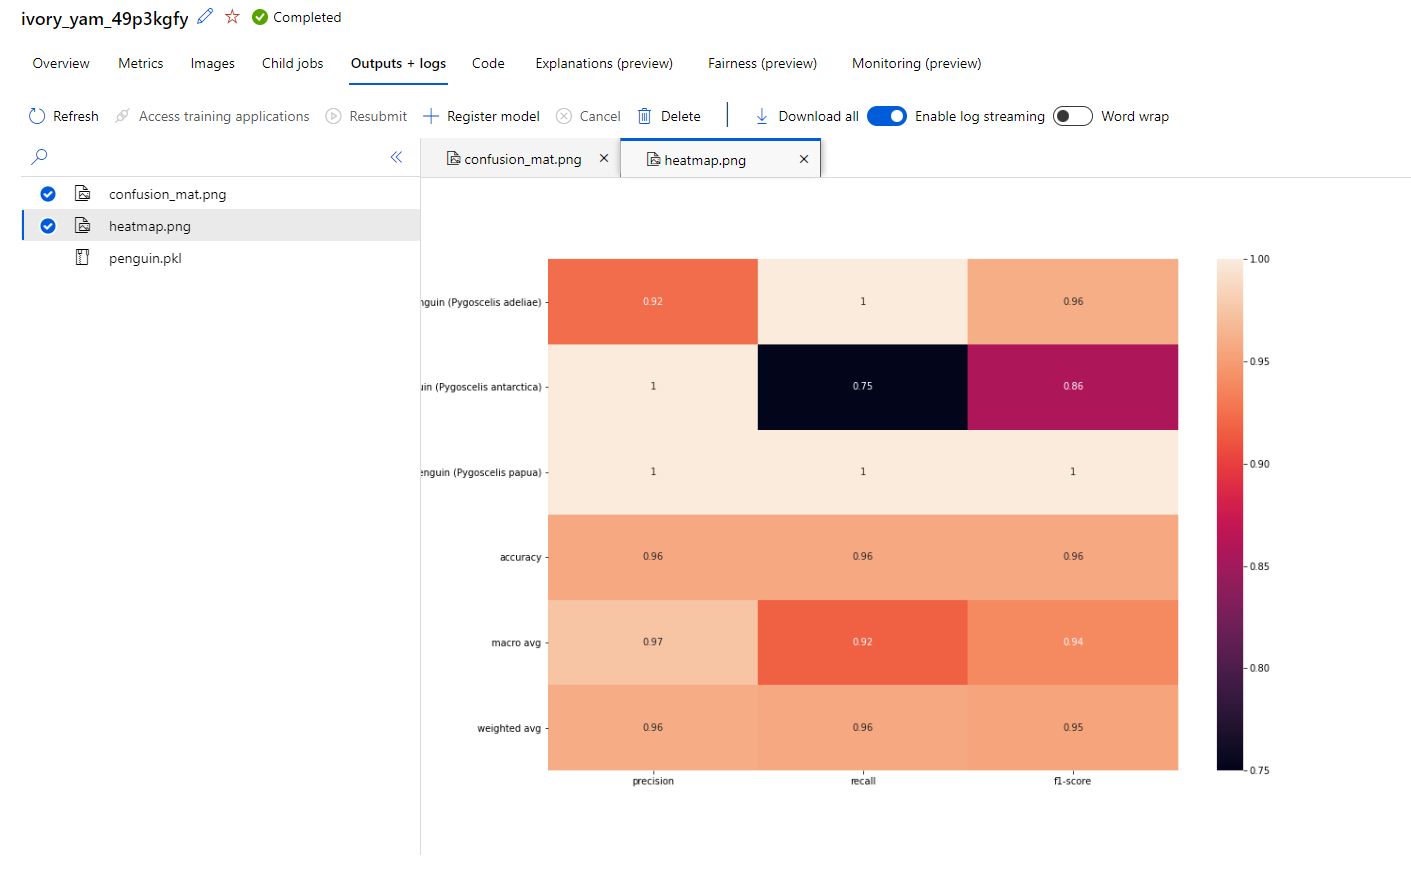 ivory_yam_49p3kgfy Completed
Overview Metrics Images Child jobs Outputs + logs Code Explanations (preview) Fairness (preview) Monitoring (preview)
Refresh Access training applications Resubmit Register model Cancel Delete Download all Enable log streaming Word wrap
confusion_mat.png heatmap.png
confusion_mat.png
heatmap.png
penguin.pkl
(Pygoscelis adeliae) 0.92 1 0.96
(Pygoscelis antarctica) 1 0.75 0.86
(Pygoscelis papua) 1 1 1
accuracy 0.96 0.96 0.96
macro avg 0.97 0.92 0.94
weighted avg 0.96 0.96 0.95
precision recall f1-score
1.00
0.95
0.90
0.85
0.80
0.75